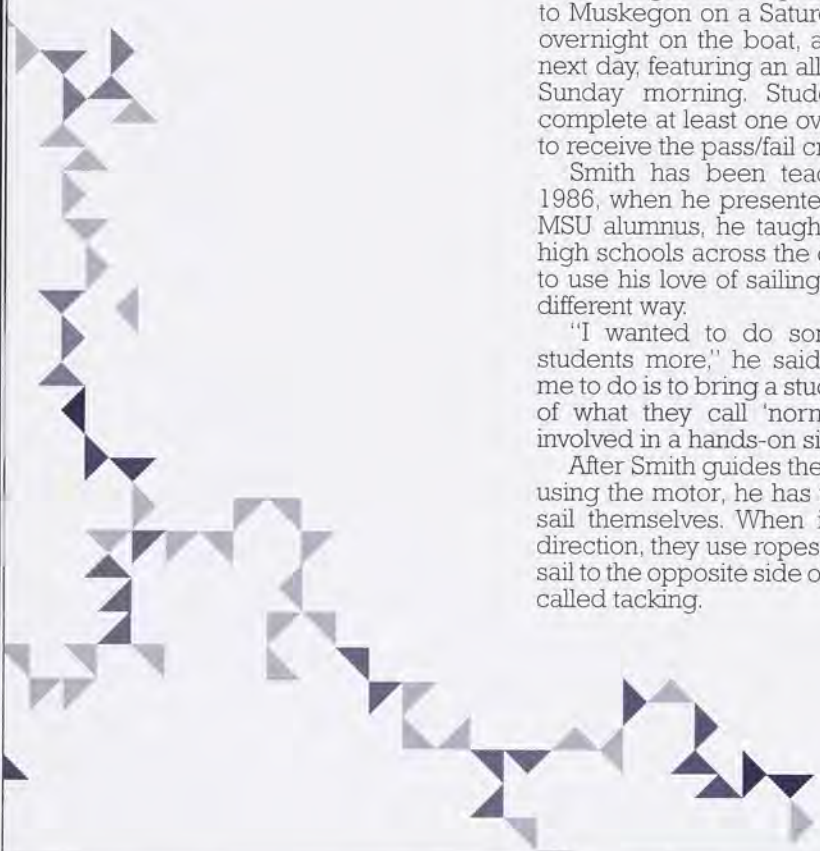 to Muskegon on a Satur
overnight on the boat, a
next day, featuring an all
Sunday morning. Stude
complete at least one ov
to receive the pass/fail cr
Smith has been teac
1986, when he presente
MSU alumnus, he taugh
high schools across the c
to use his love of sailing
different way.
"I wanted to do som
students more," he said
me to do is to bring a stud
of what they call 'norm
involved in a hands-on si
After Smith guides the
using the motor, he has
sail themselves. When i
direction, they use ropes
sail to the opposite side o
called tacking.